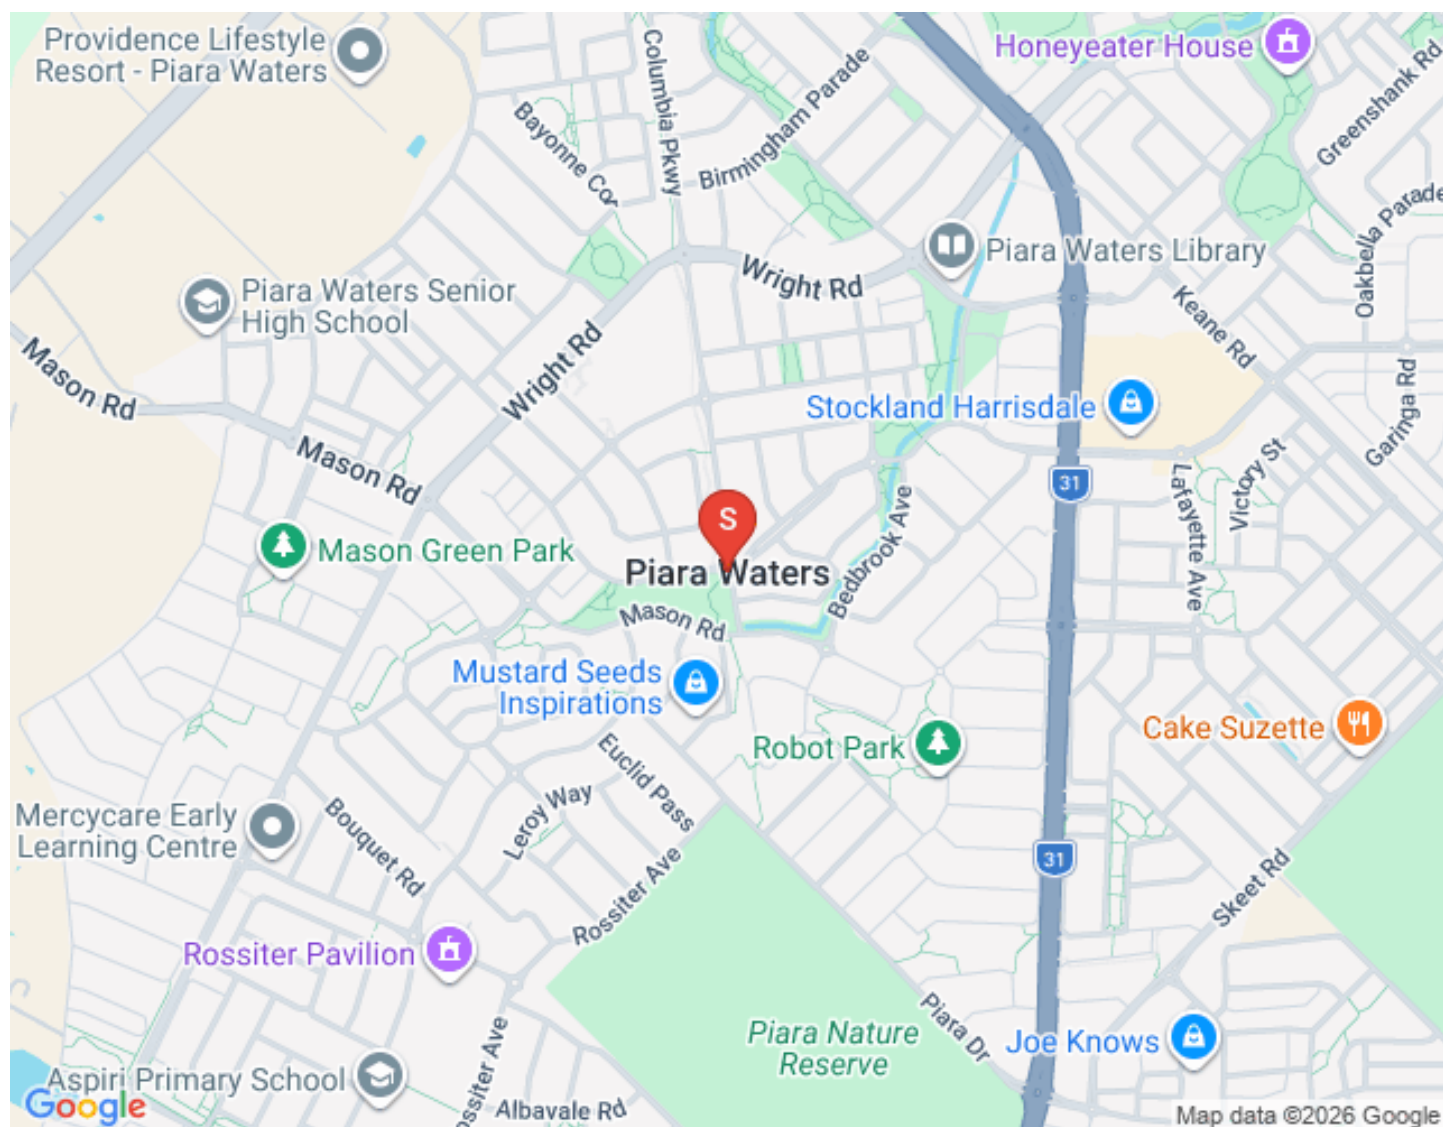 Providence Lifestyle
Resort - Piara Waters
Columbia Pkwy
Birmingham Parade
Honeyeater House
Greenshank Rd
Bayonne Cor
Oakbella Parade
Piara Waters Library
Wright Rd
Piara Waters Senior
High School
Keane Rd
Mason Rd
Wright Rd
Garinga Rd
Stockland Harrisdale
Mason Rd
Victory St
Lafayette Ave
31
S
Bedbrook Ave
Mason Green Park
Piara Waters
Mason Rd
Mustard Seeds
Inspirations
Cake Suzette
Robot Park
Euclid Pass
Leroy Way
Mercycare Early
Learning Centre
Bouquet Rd
31
Skeet Rd
Rossiter Ave
Rossiter Pavilion
Piara Dr
Piara Nature
Reserve
Joe Knows
Aspiri Primary School
ossiter Ave
Albavale Rd
Google
Map data ©2026 Google